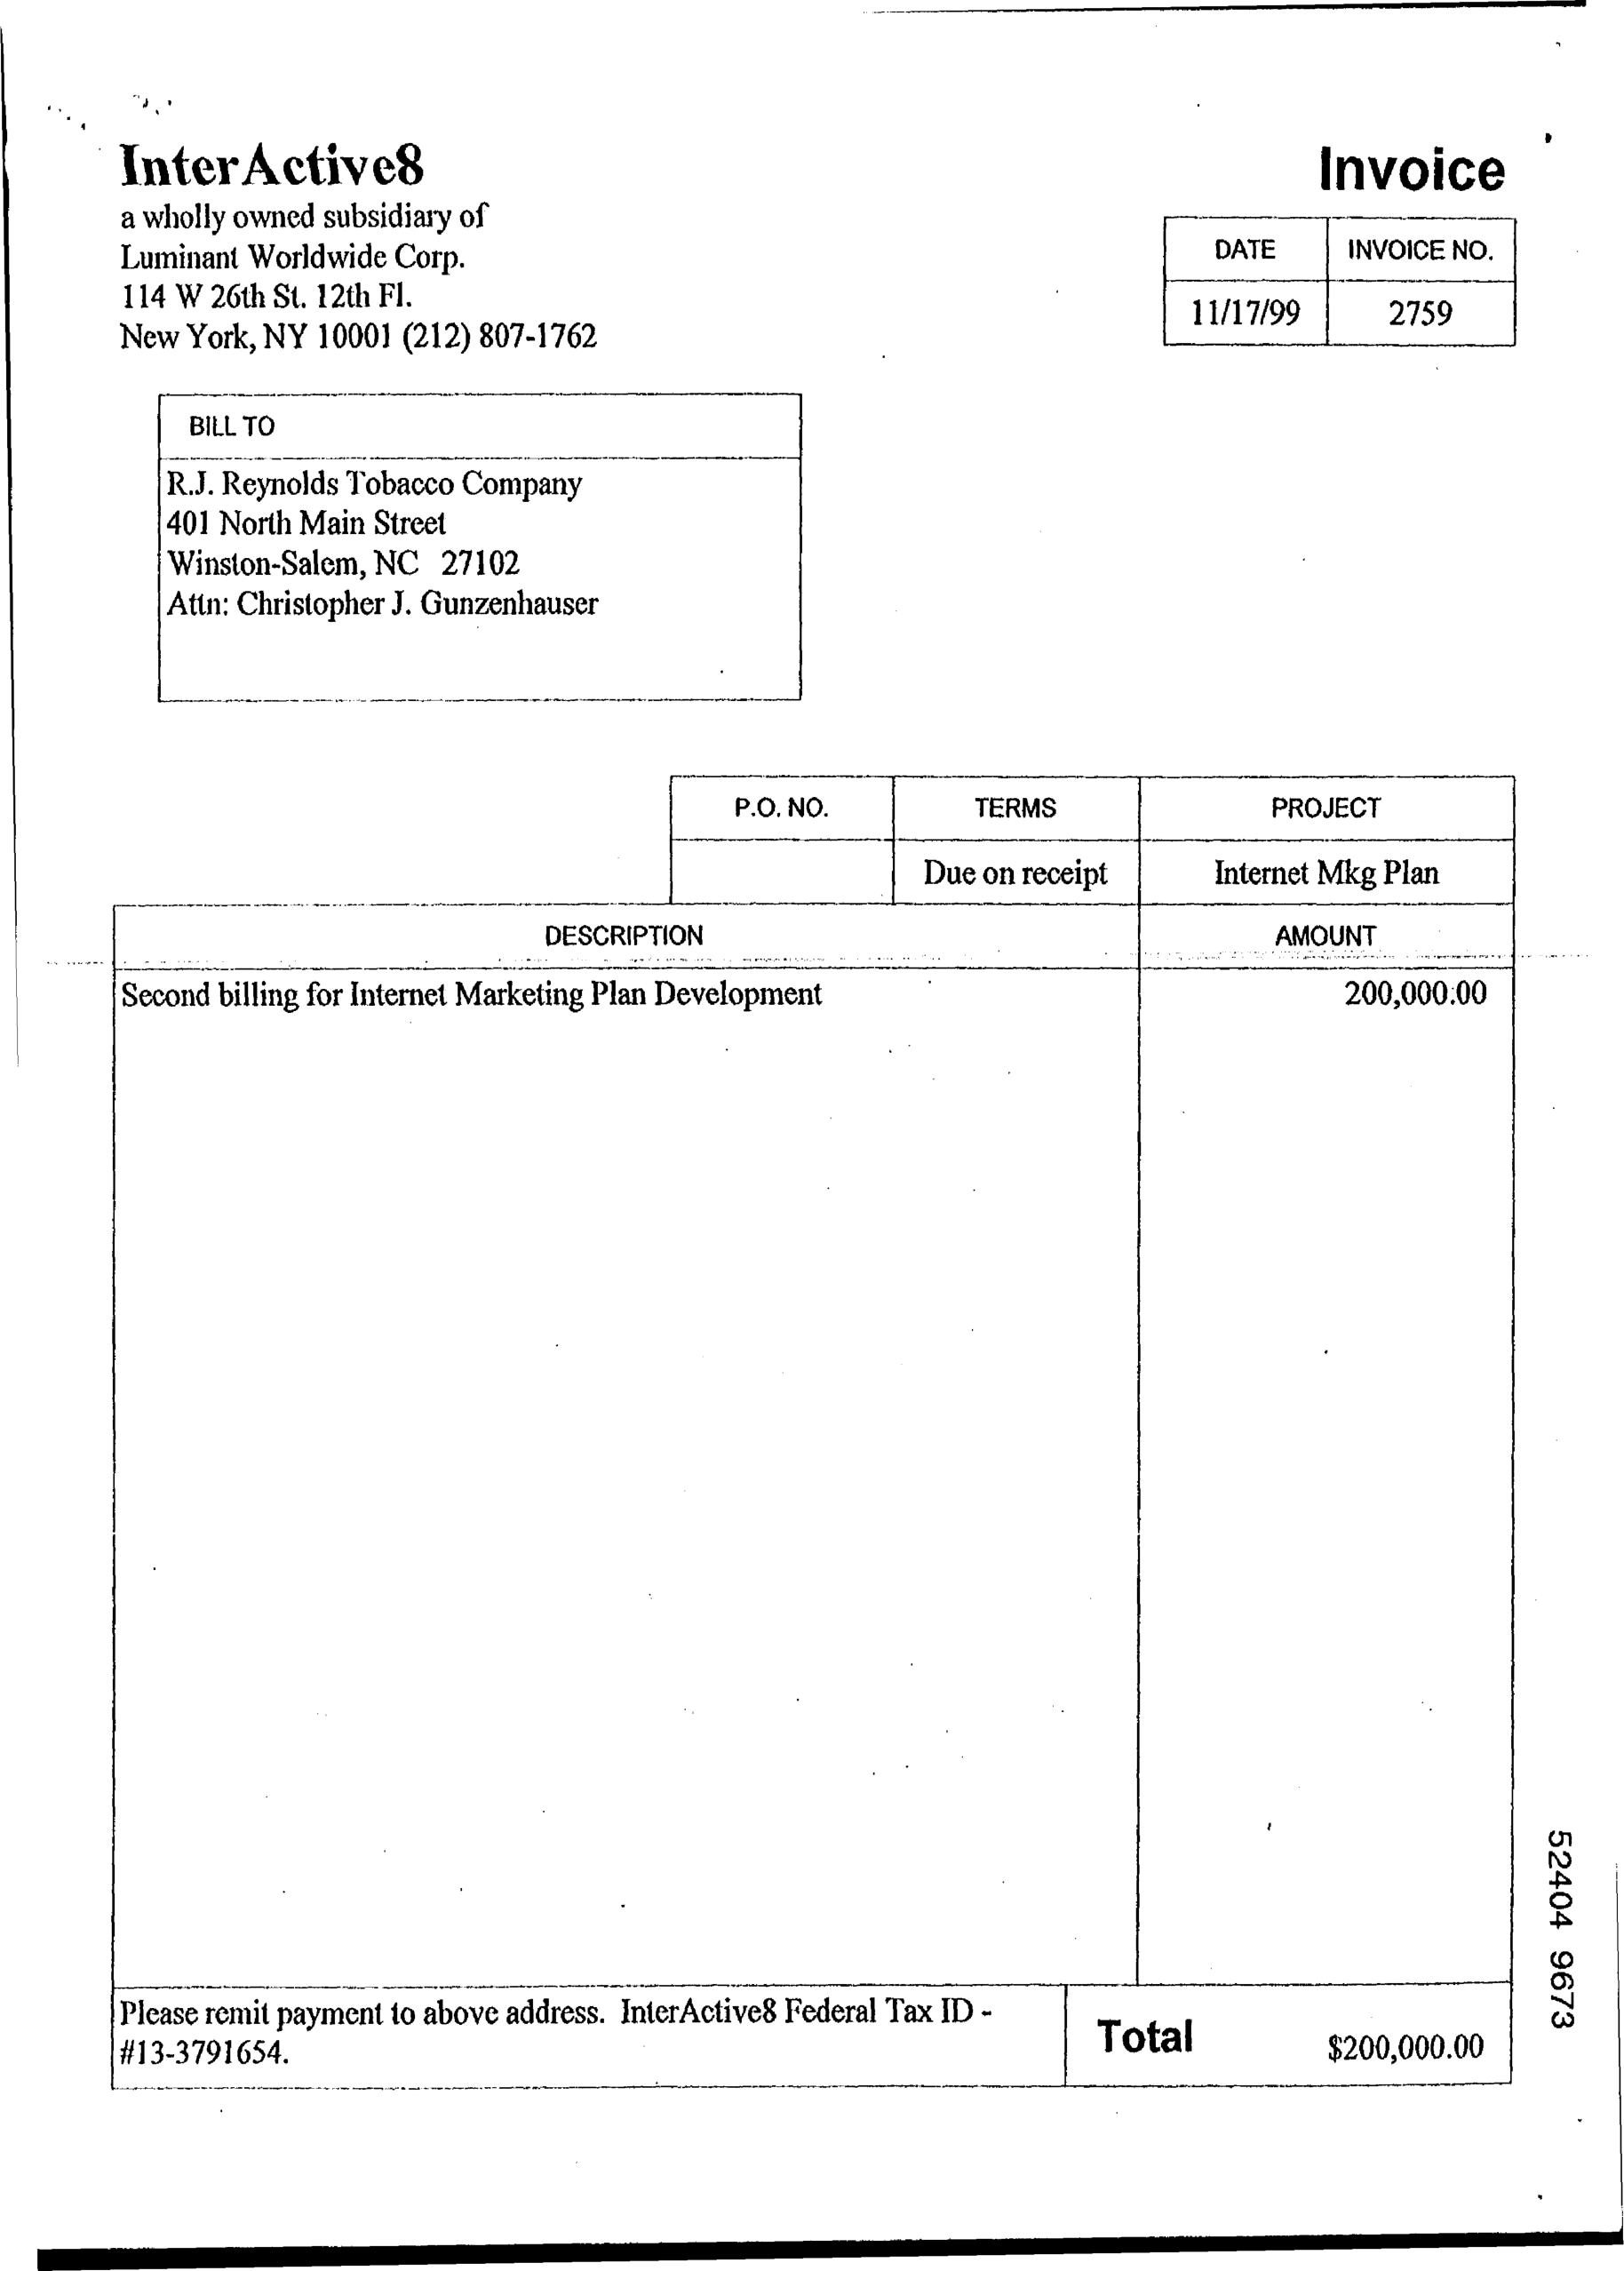 InterActive8
a wholly owned subsidiary of
Luminant Worldwide Corp.
114 W 26th St. 12th Fl.
New York, NY 10001 (212) 807-1762
Invoice
DATE INVOICE NO.
11/17/99 2759
BILL TO
R.J. Reynolds Tobacco Company
401 North Main Street
Winston-Salem, NC 27102
Attn: Christopher J. Gunzenhauser
P.O. NO. TERMS PROJECT
Due on receipt Internet Mkg Plan
DESCRIPTION AMOUNT
Second billing for Internet Marketing Plan Development 200,000.00
Please remit payment to above address. InterActive8 Federal Tax ID -
#13-3791654.
Total $200,000.00
52404 9673